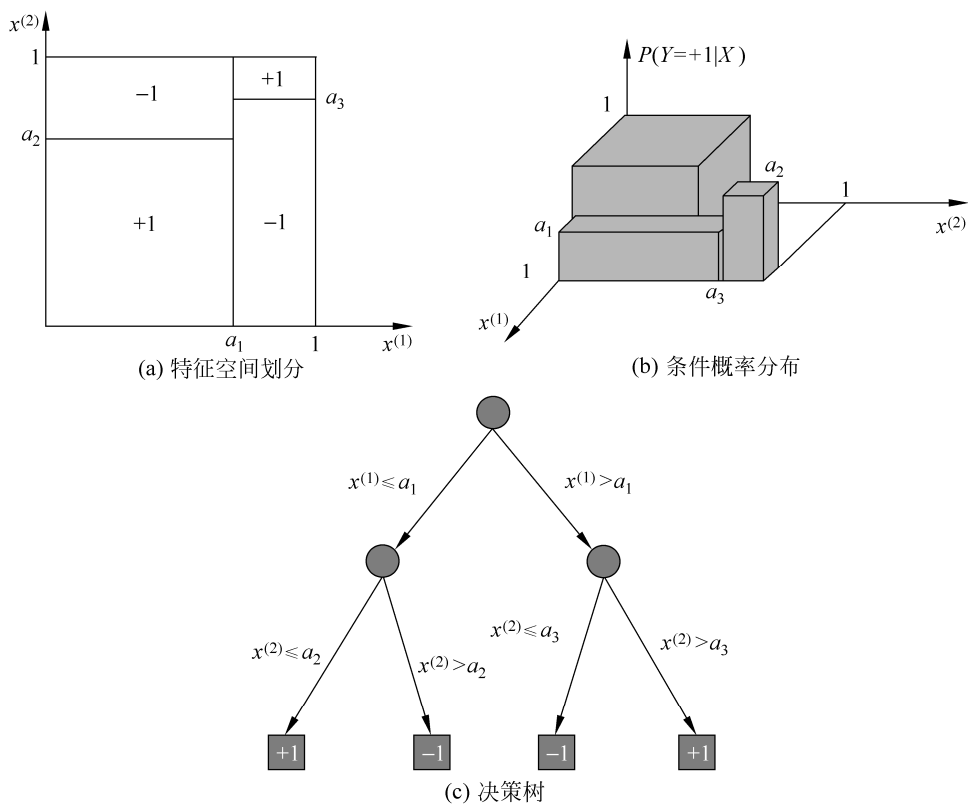 x(2)
1
−1
+1
a3
a2
+1
−1
a1
1
x(1)
(a) 特征空间划分
P(Y=+1|X)
1
a2
1
x(2)
a1
1
a3
x(1)
(b) 条件概率分布
x(1)≤a1
x(1)>a1
x(2)≤a2
x(2)>a2
x(2)≤a3
x(2)>a3
+1
−1
−1
+1
(c) 决策树